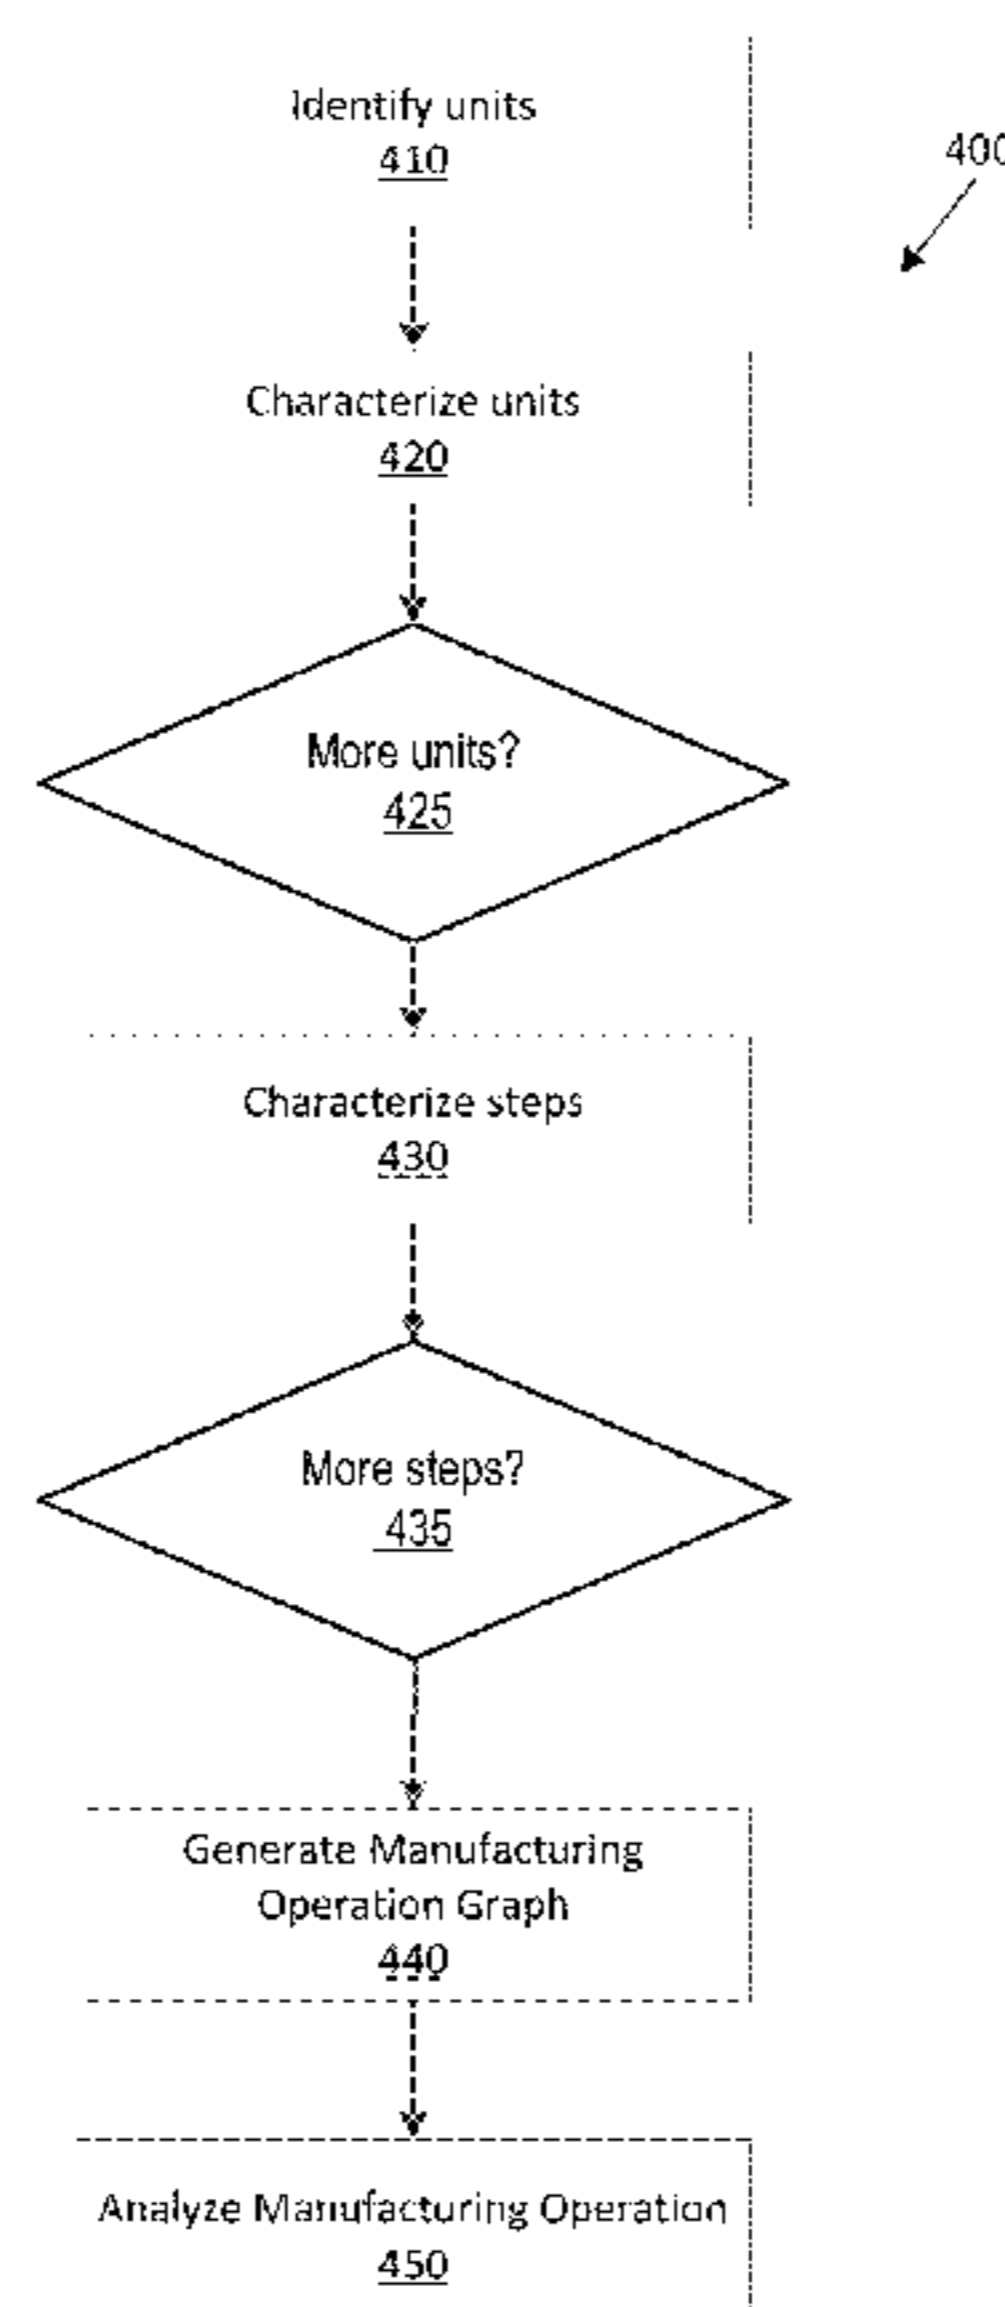 Identify units
410
400
Characterize units
420
More units?
425
Characterize steps
430
More steps?
435
Generate Manufacturing
Operation Graph
440
Analyze Manufacturing Operation
450